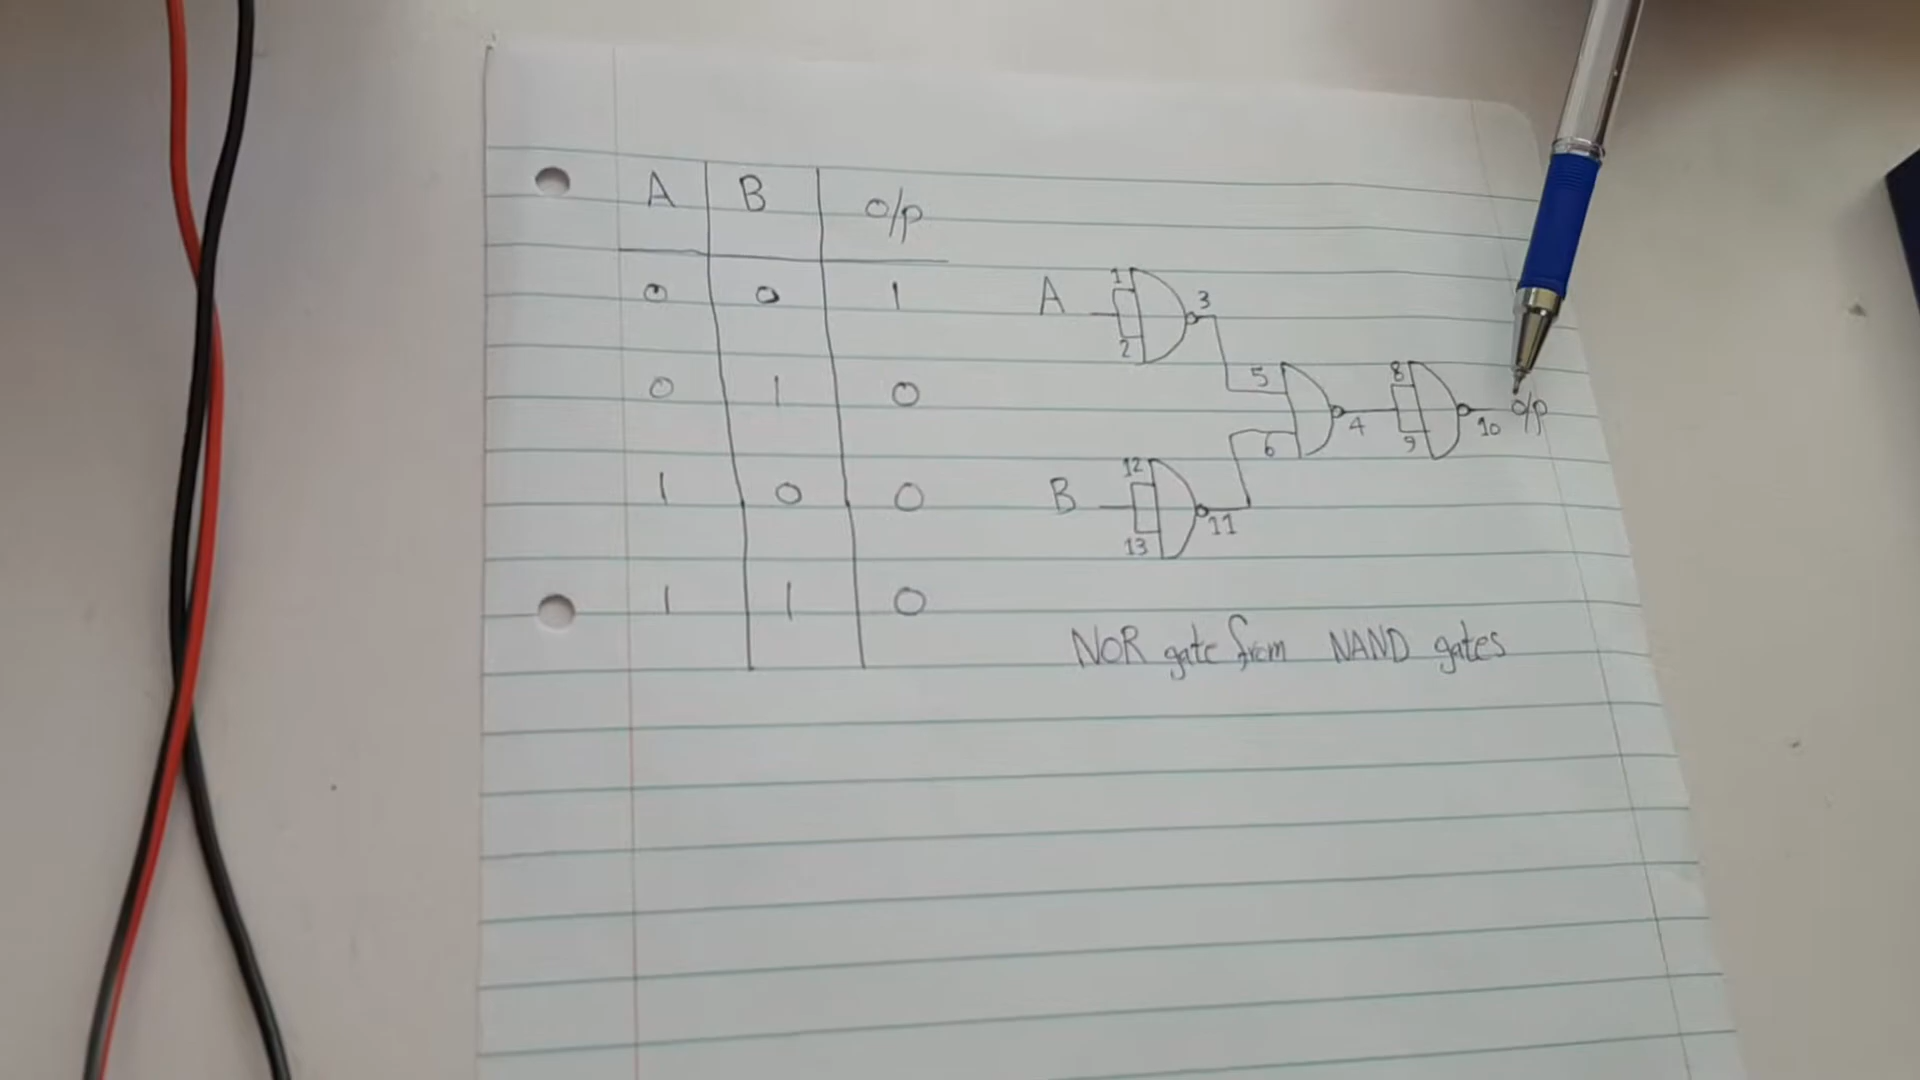 A B o/p
0 0 1
0 1 0
1 0 0
1 1 0
A 1 2 3
5 6 4 8 9 10 o/p
B 12 13 11
NOR gate from NAND gates